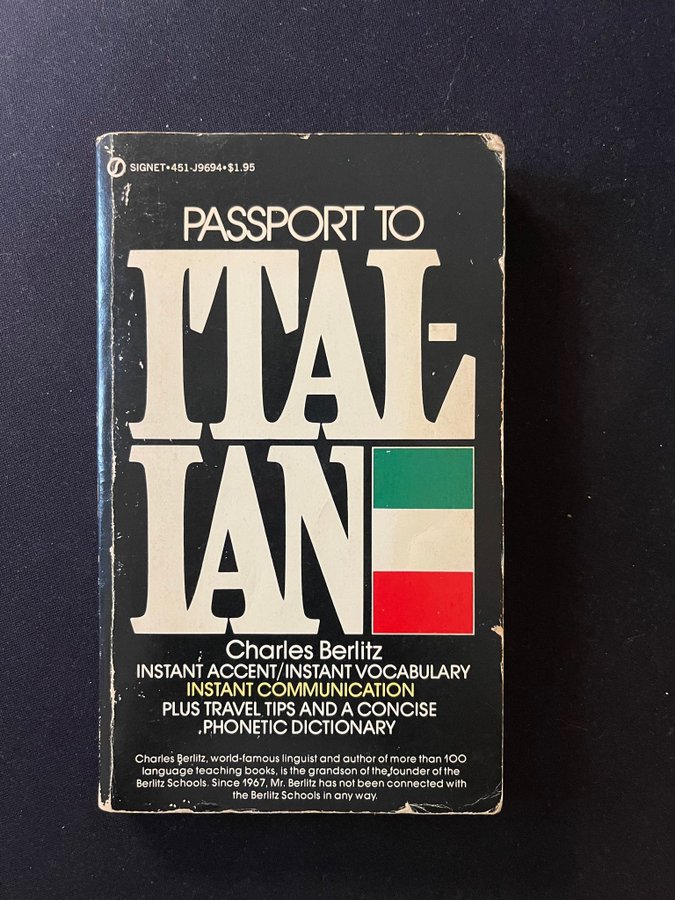 SIGNET•451-J9694•$1.95
PASSPORT TO
ITAL-
IAN
Charles Berlitz
INSTANT ACCENT/INSTANT VOCABULARY
INSTANT COMMUNICATION
PLUS TRAVEL TIPS AND A CONCISE
PHONETIC DICTIONARY
Charles Berlitz, world-famous linguist and author of more than 100
language teaching books, is the grandson of the founder of the
Berlitz Schools. Since 1967, Mr. Berlitz has not been connected with
the Berlitz Schools in any way.